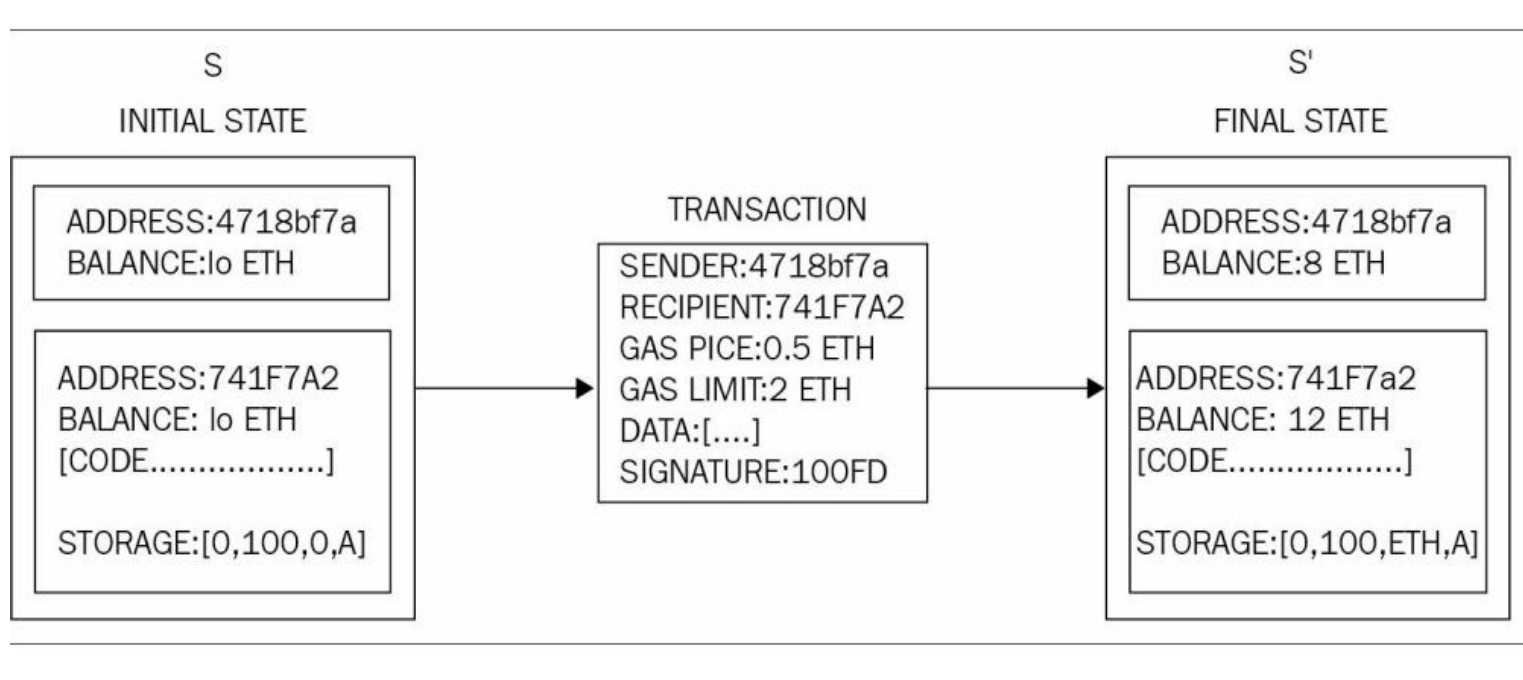 S
INITIAL STATE
ADDRESS:4718bf7a
BALANCE:lo ETH
ADDRESS:741F7A2
BALANCE: lo ETH
[CODE..................]
STORAGE:[0,100,0,A]
TRANSACTION
SENDER:4718bf7a
RECIPIENT:741F7A2
GAS PICE:0.5 ETH
GAS LIMIT:2 ETH
DATA:[....]
SIGNATURE:100FD
S'
FINAL STATE
ADDRESS:4718bf7a
BALANCE:8 ETH
ADDRESS:741F7a2
BALANCE: 12 ETH
[CODE..................]
STORAGE:[0,100,ETH,A]